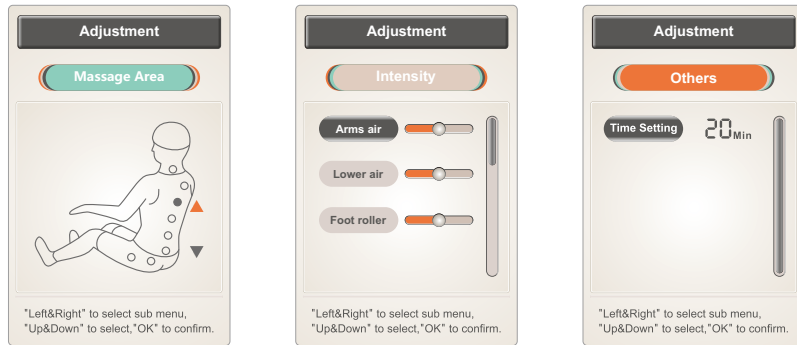 Adjustment
Massage Area
"Left&Right" to select sub menu,
"Up&Down" to select,"OK" to confirm.
Adjustment
Intensity
Arms air
Lower air
Foot roller
"Left&Right" to select sub menu,
"Up&Down" to select,"OK" to confirm.
Adjustment
Others
Time Setting 20Min
"Left&Right" to select sub menu,
"Up&Down" to select,"OK" to confirm.